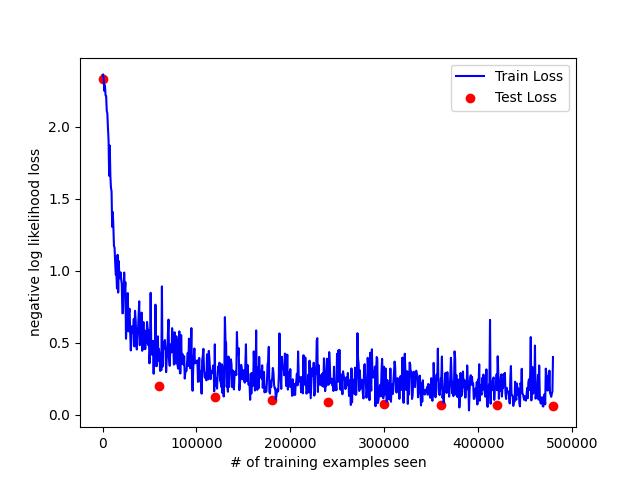 Train Loss
Test Loss
negative log likelihood loss
2.0
1.5
1.0
0.5
0.0
0
100000
200000
300000
400000
500000
# of training examples seen